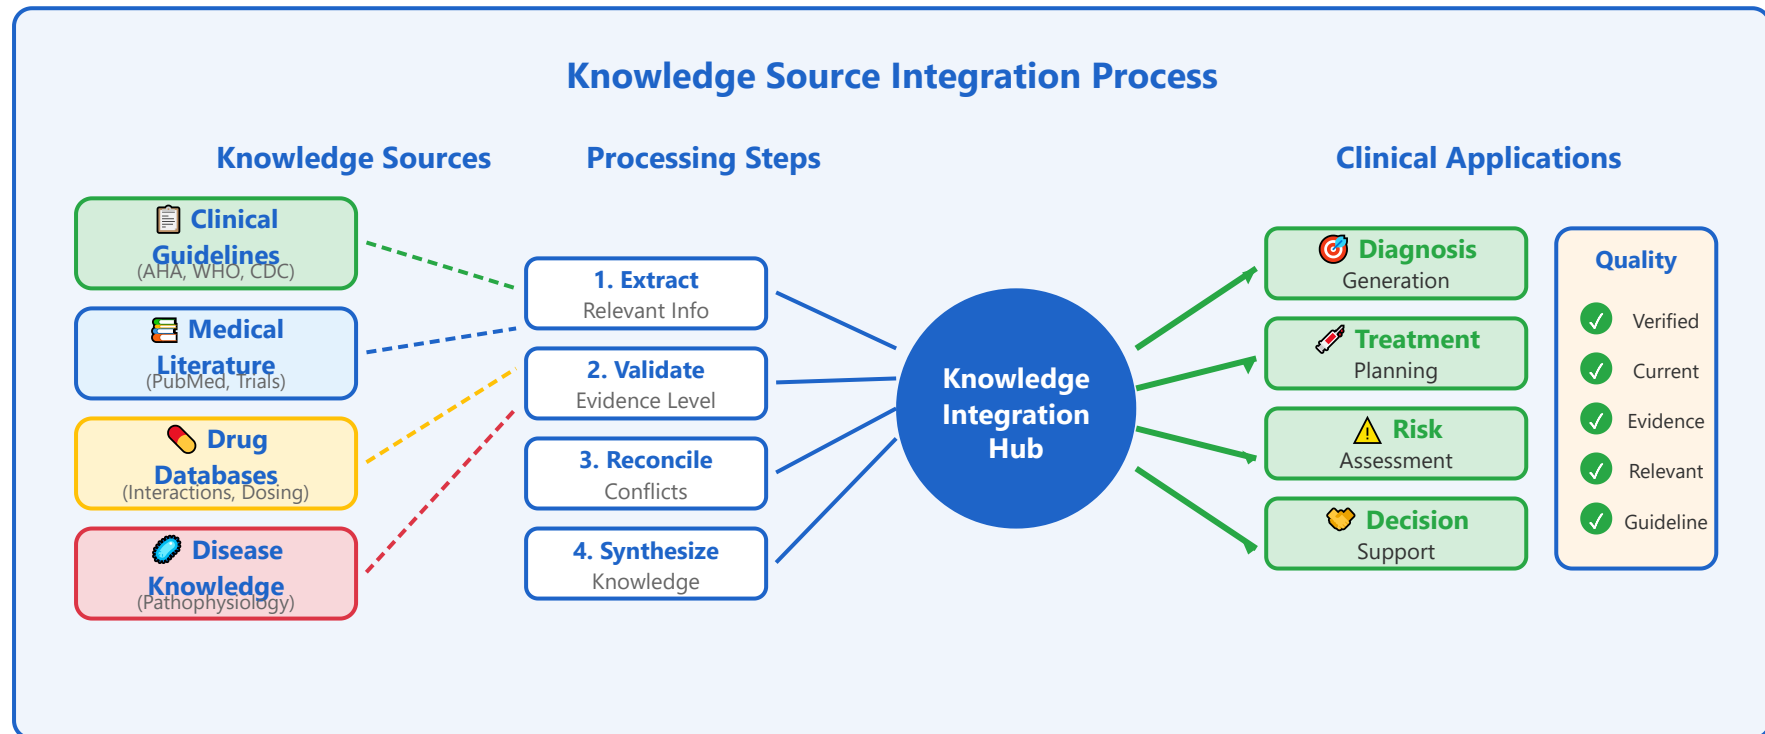 Knowledge Source Integration Process
Knowledge Sources
Processing Steps
Clinical Applications
Clinical
Guidelines
(AHA, WHO, CDC)
Medical
Literature
(PubMed, Trials)
Drug
Databases
(Interactions, Dosing)
Disease
Knowledge
(Pathophysiology)
1. Extract
Relevant Info
2. Validate
Evidence Level
3. Reconcile
Conflicts
4. Synthesize
Knowledge
Knowledge
Integration
Hub
Diagnosis
Generation
Treatment
Planning
Risk
Assessment
Decision
Support
Quality
Verified
Current
Evidence
Relevant
Guideline